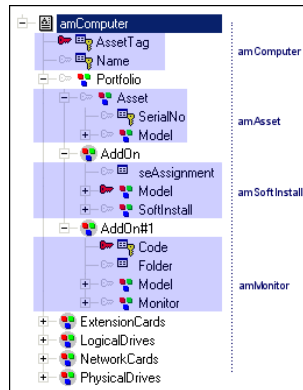 amComputer
AssetTag
Name
amComputer
Portfolio
Asset
SerialNo
Model
amAsset
AddOn
seAssignment
Model
SoftInstall
amSoftInstall
AddOn#1
Code
Folder
Model
Monitor
amMonitor
ExtensionCards
LogicalDrives
NetworkCards
PhysicalDrives